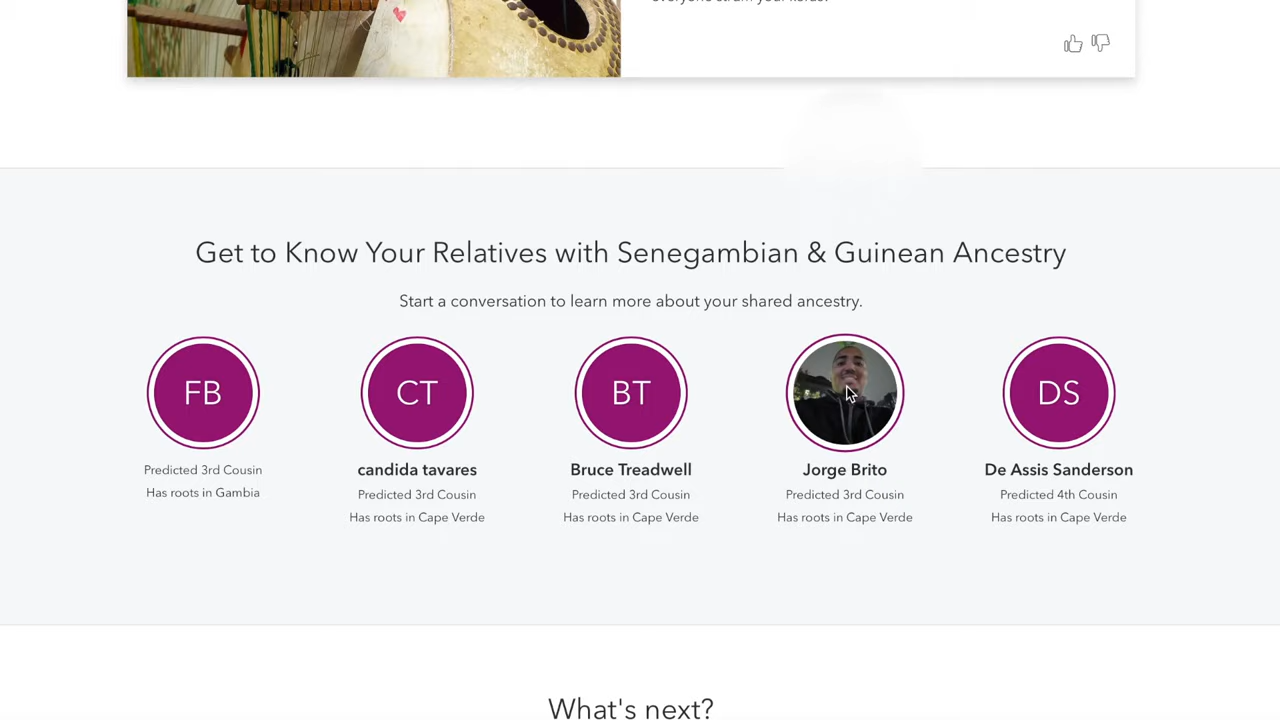 Get to Know Your Relatives with Senegambian & Guinean Ancestry
Start a conversation to learn more about your shared ancestry.
FB
CT
BT
DS
candida tavares
Bruce Treadwell
Jorge Brito
De Assis Sanderson
Predicted 3rd Cousin
Predicted 3rd Cousin
Predicted 3rd Cousin
Predicted 3rd Cousin
Predicted 4th Cousin
Has roots in Gambia
Has roots in Cape Verde
Has roots in Cape Verde
Has roots in Cape Verde
Has roots in Cape Verde
What's next?